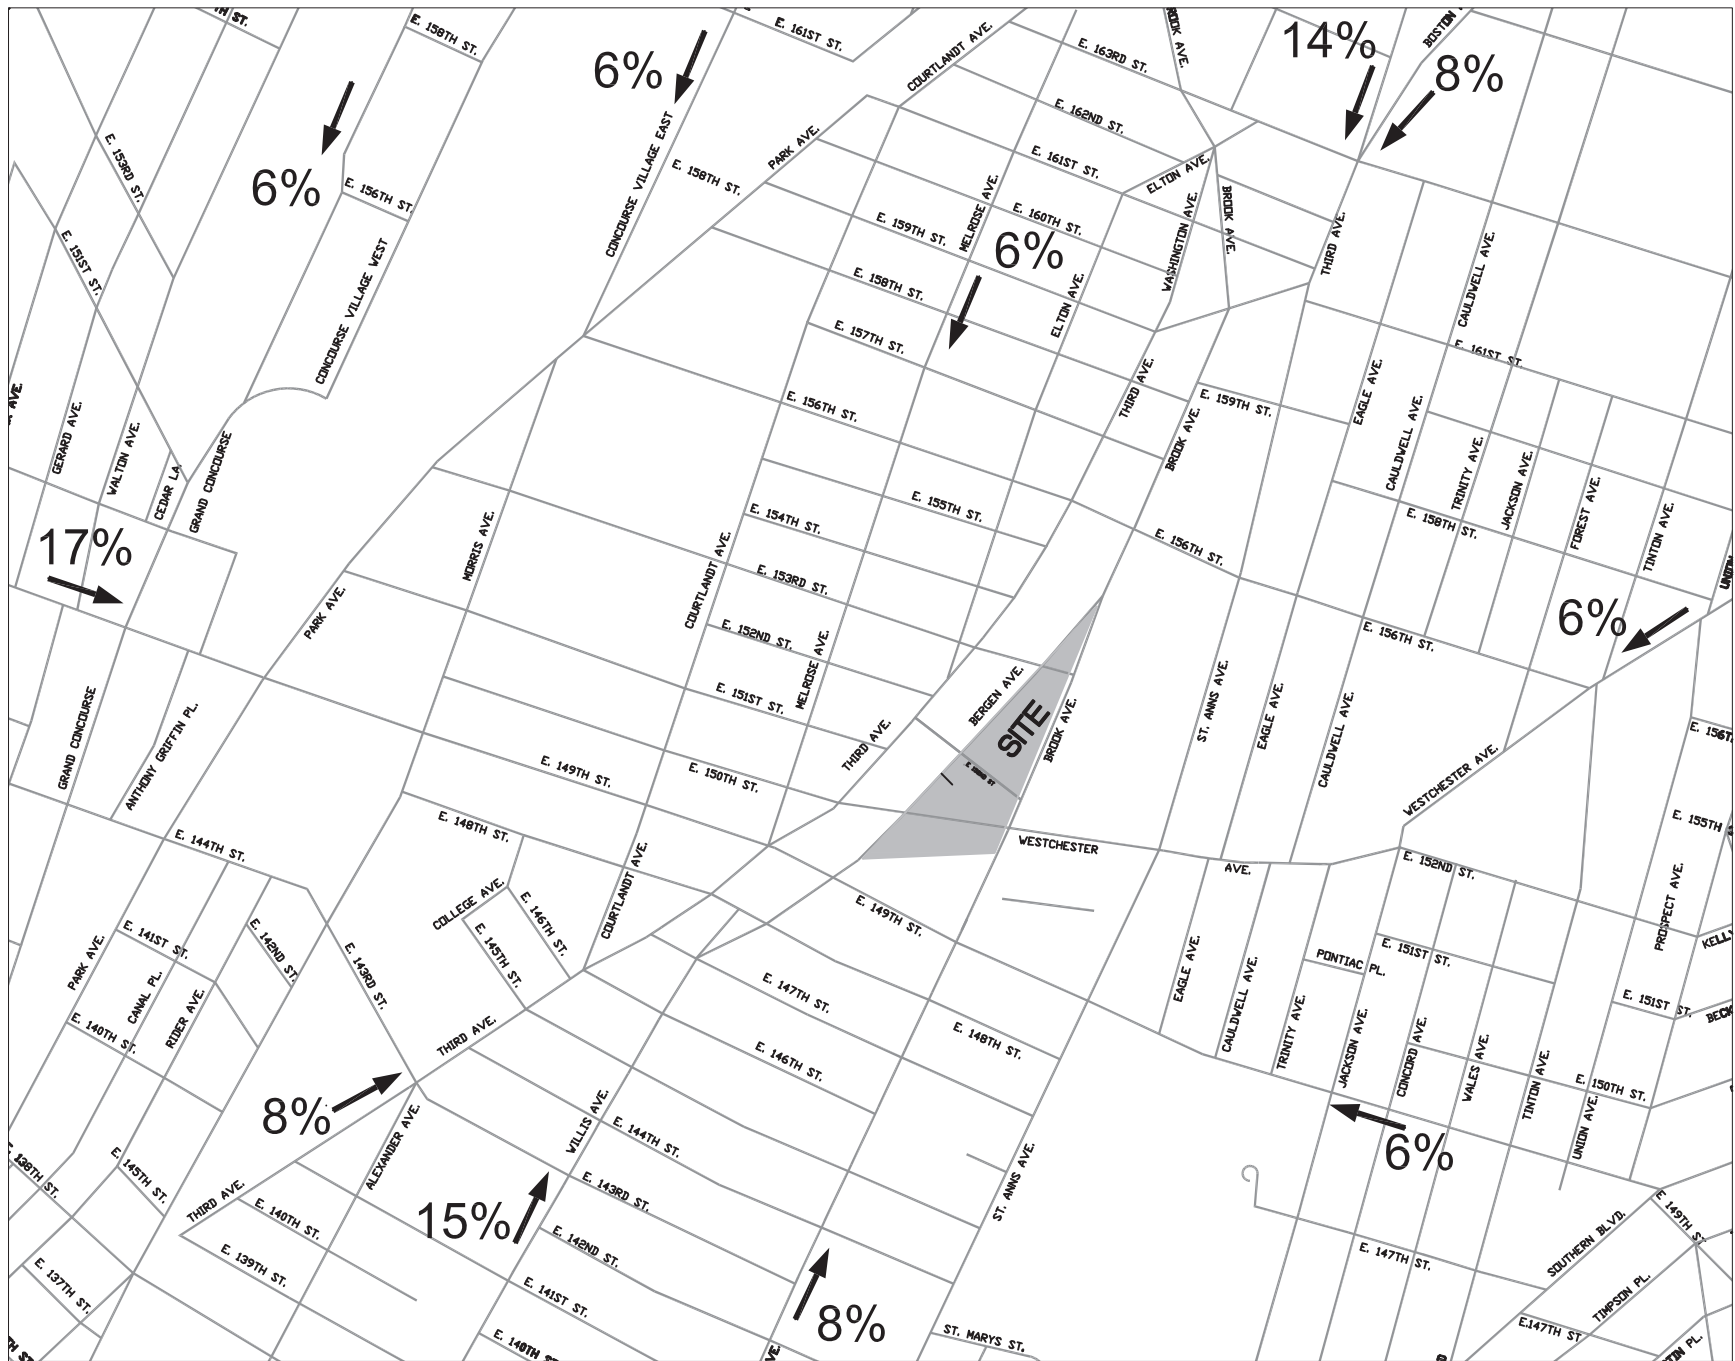 TH ST.
E. 158TH ST.
E. 161ST ST.
COURTLANDT AVE.
E. 163RD ST.
BROOK AVE.
14%
BOSTON
8%
6%
6%
E. 153RD ST.
E. 156TH ST.
CONCOURSE VILLAGE EAST
E. 158TH ST.
PARK AVE.
E. 162ND ST.
E. 161ST ST.
ELTON AVE.
E. 151ST ST.
CONCOURSE VILLAGE WEST
E. 159TH ST.
MELROSE AVE.
E. 160TH ST.
6%
WASHINGTON AVE.
BROOK AVE.
THIRD AVE.
CAULDWELL AVE.
E. 158TH ST.
ELTON AVE.
E. 157TH ST.
E. 161ST ST.
AVE.
GERARD AVE.
WALTON AVE.
CEDAR LA.
GRAND CONCOURSE
E. 156TH ST.
THIRD AVE.
BROOK AVE.
E. 159TH ST.
EAGLE AVE.
CAULDWELL AVE.
TRINITY AVE.
JACKSON AVE.
FOREST AVE.
TINTON AVE.
UNION
17%
MORRIS AVE.
E. 154TH ST.
E. 155TH ST.
E. 158TH ST.
E. 156TH ST.
PARK AVE.
COURTLANDT AVE.
E. 153RD ST.
E. 152ND ST.
E. 156TH ST.
6%
GRAND CONCOURSE
ANTHONY GRIFFIN PL.
E. 151ST ST.
MELROSE AVE.
BERGEN AVE.
SITE
BROOK AVE.
ST. ANNS AVE.
EAGLE AVE.
CAULDWELL AVE.
WESTCHESTER AVE.
E. 156T
E. 149TH ST.
E. 150TH ST.
THIRD AVE.
E. 155TH
E. 144TH ST.
E. 148TH ST.
WESTCHESTER
AVE.
E. 152ND ST.
COLLEGE AVE.
E. 146TH ST.
E. 145TH ST.
COURTLANDT AVE.
E. 149TH ST.
PROSPECT AVE.
KELLY
PARK AVE.
E. 141ST ST.
CANAL PL.
RIDER AVE.
E. 142ND ST.
E. 143RD ST.
E. 140TH ST.
EAGLE AVE.
CAULDWELL AVE.
PONTIAC PL.
E. 151ST ST.
TRINITY AVE.
JACKSON AVE.
CONCORD AVE.
WALES AVE.
TINTON AVE.
E. 151ST ST.
BECK
THIRD AVE.
E. 147TH ST.
E. 148TH ST.
E. 146TH ST.
E. 150TH ST.
UNION AVE.
8%
ALEXANDER AVE.
WILLIS AVE.
E. 144TH ST.
6%
E. 138TH ST.
E. 145TH ST.
THIRD AVE.
E. 140TH ST.
E. 139TH ST.
15%
E. 143RD ST.
E. 142ND ST.
ST. ANNS AVE.
E. 149TH ST.
SOUTHERN BLVD.
E. 147TH ST.
TIMPSON PL.
E. 137TH ST.
E. 141ST ST.
E. 140TH ST.
8%
ST. MARYS ST.
E.147TH ST
TIN PL.
TH ST.
VE.